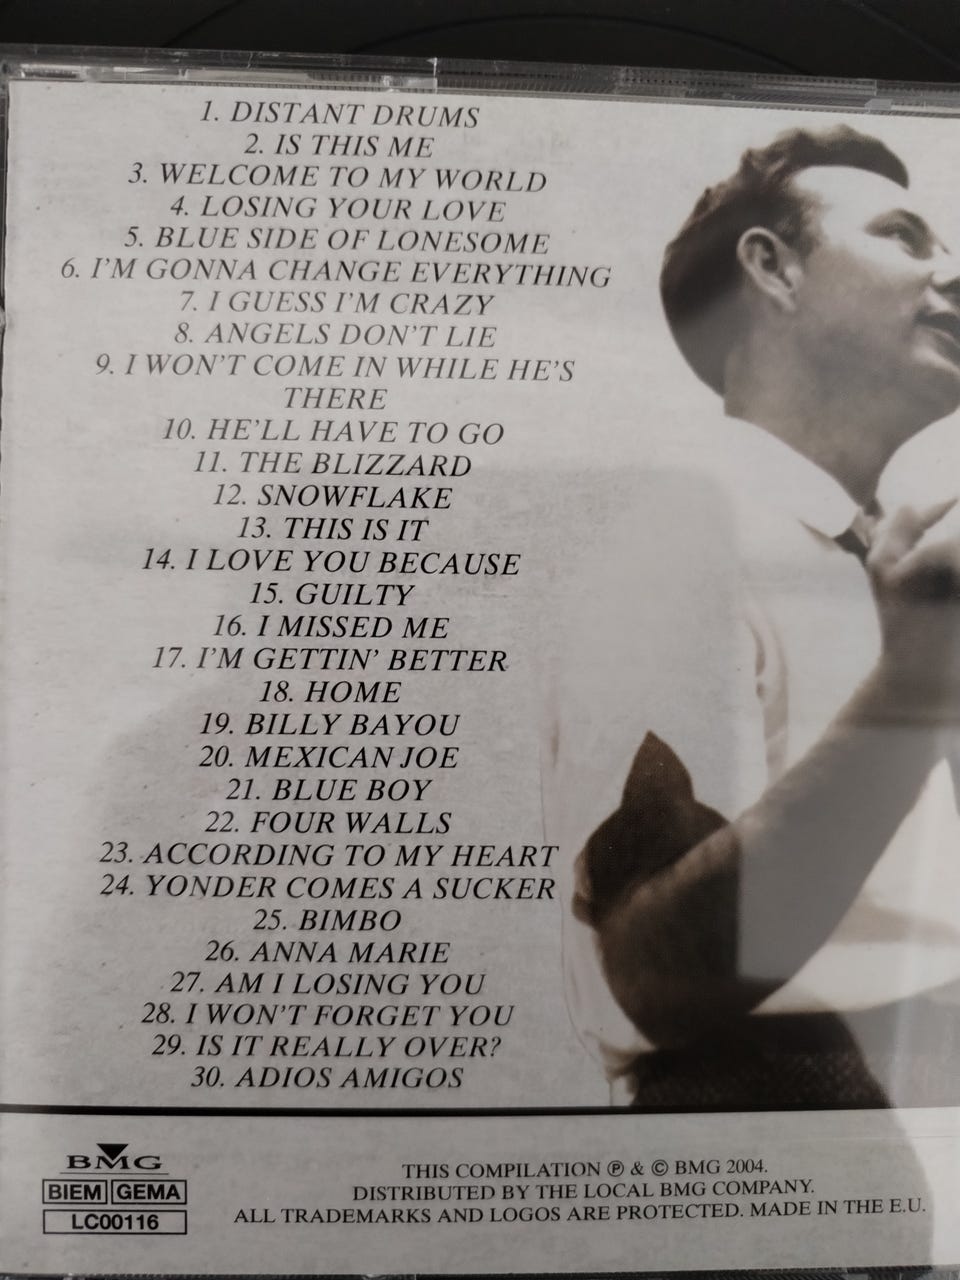 1. DISTANT DRUMS
2. IS THIS ME
3. WELCOME TO MY WORLD
4. LOSING YOUR LOVE
5. BLUE SIDE OF LONESOME
6. I'M GONNA CHANGE EVERYTHING
7. I GUESS I'M CRAZY
8. ANGELS DON'T LIE
9. I WON'T COME IN WHILE HE'S
THERE
10. HE'LL HAVE TO GO
11. THE BLIZZARD
12. SNOWFLAKE
13. THIS IS IT
14. I LOVE YOU BECAUSE
15. GUILTY
16. I MISSED ME
17. I'M GETTIN' BETTER
18. HOME
19. BILLY BAYOU
20. MEXICAN JOE
21. BLUE BOY
22. FOUR WALLS
23. ACCORDING TO MY HEART
24. YONDER COMES A SUCKER
25. BIMBO
26. ANNA MARIE
27. AM I LOSING YOU
28. I WON'T FORGET YOU
29. IS IT REALLY OVER?
30. ADIOS AMIGOS
BMG
BIEM GEMA
LC00116
THIS COMPILATION ℗ & © BMG 2004.
DISTRIBUTED BY THE LOCAL BMG COMPANY.
ALL TRADEMARKS AND LOGOS ARE PROTECTED. MADE IN THE E.U.